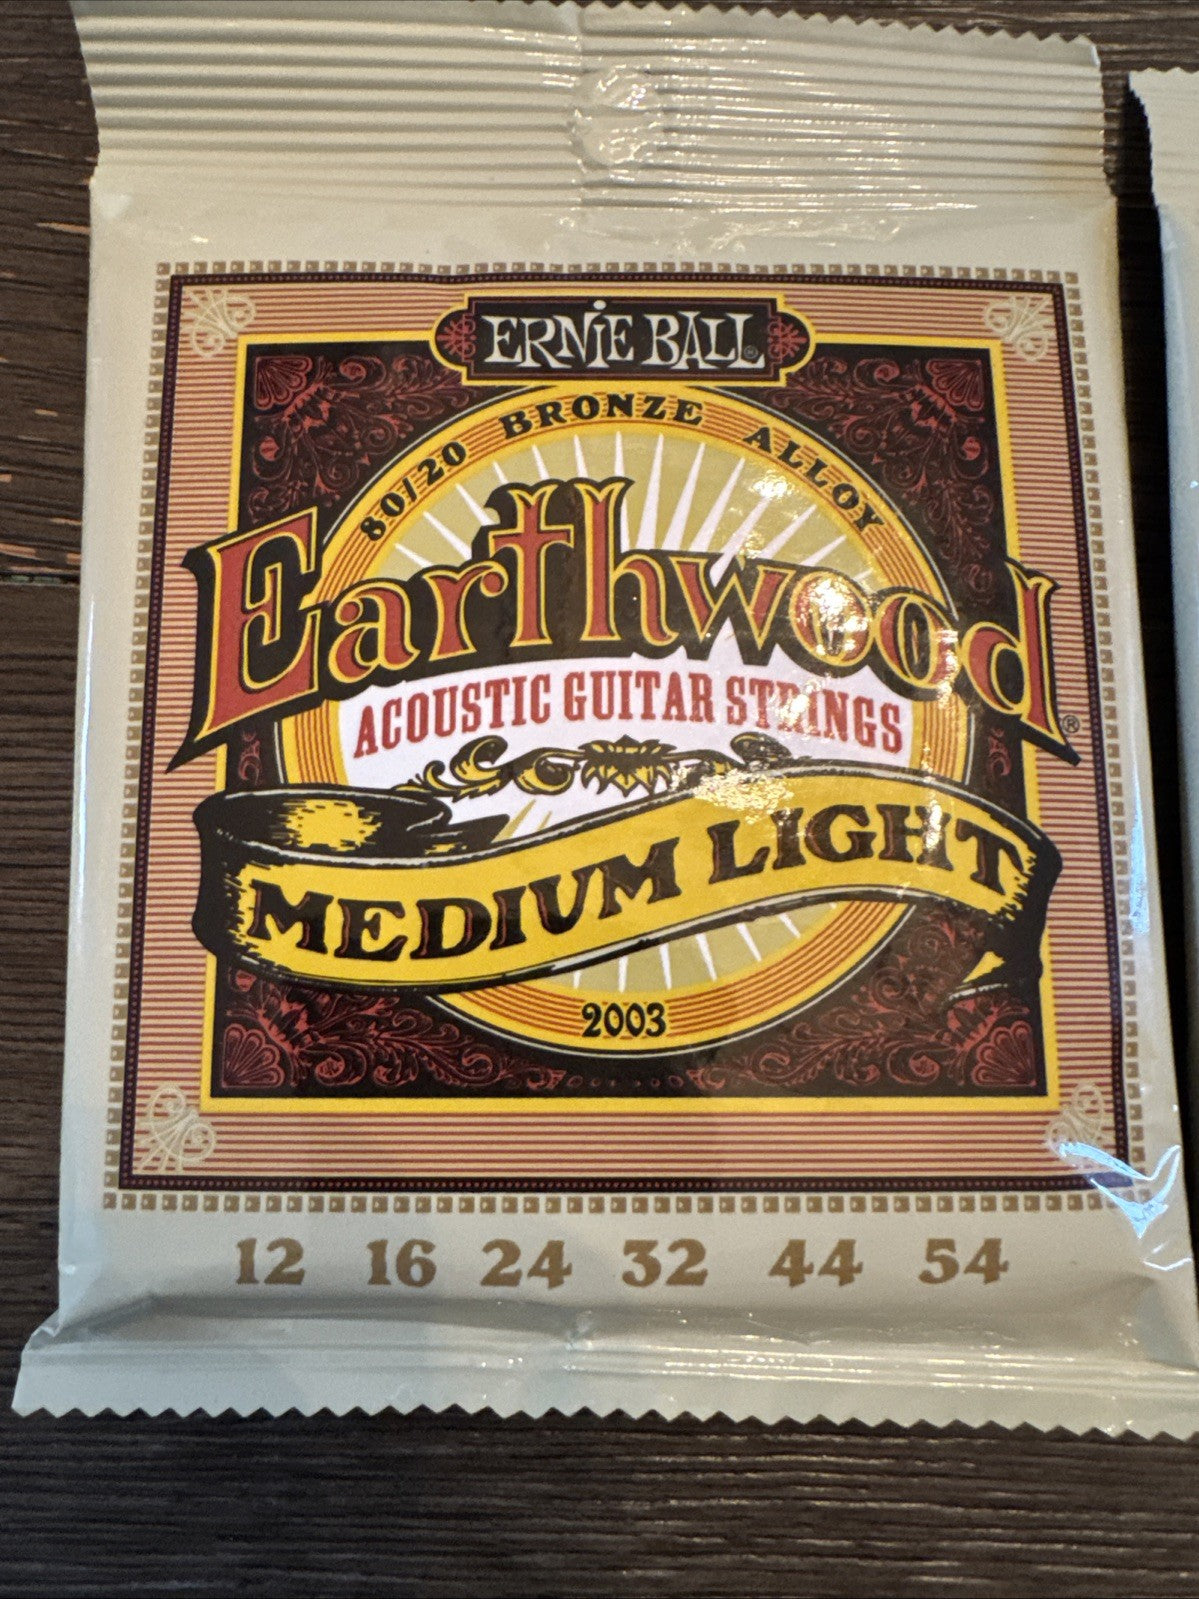 ERNIE BALL®
80/20 BRONZE ALLOY
Earthwood®
ACOUSTIC GUITAR STRINGS
MEDIUM LIGHT
2003
12 16 24 32 44 54